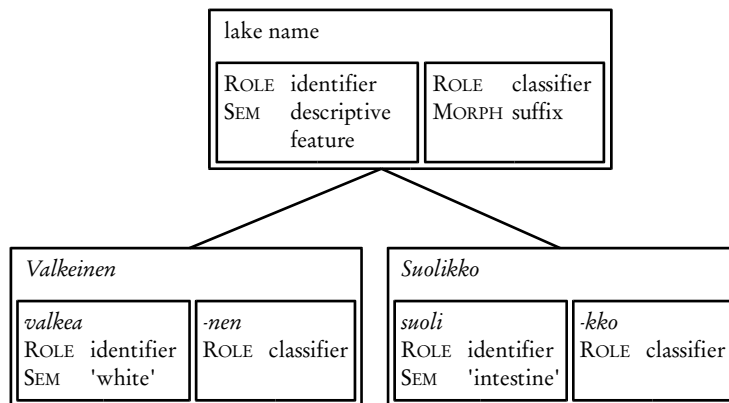 lake name
ROLE identifier
SEM descriptive
feature
ROLE classifier
MORPH suffix
Valkeinen
valkea
ROLE identifier
SEM 'white'
-nen
ROLE classifier
Suolikko
suoli
ROLE identifier
SEM 'intestine'
-kko
ROLE classifier